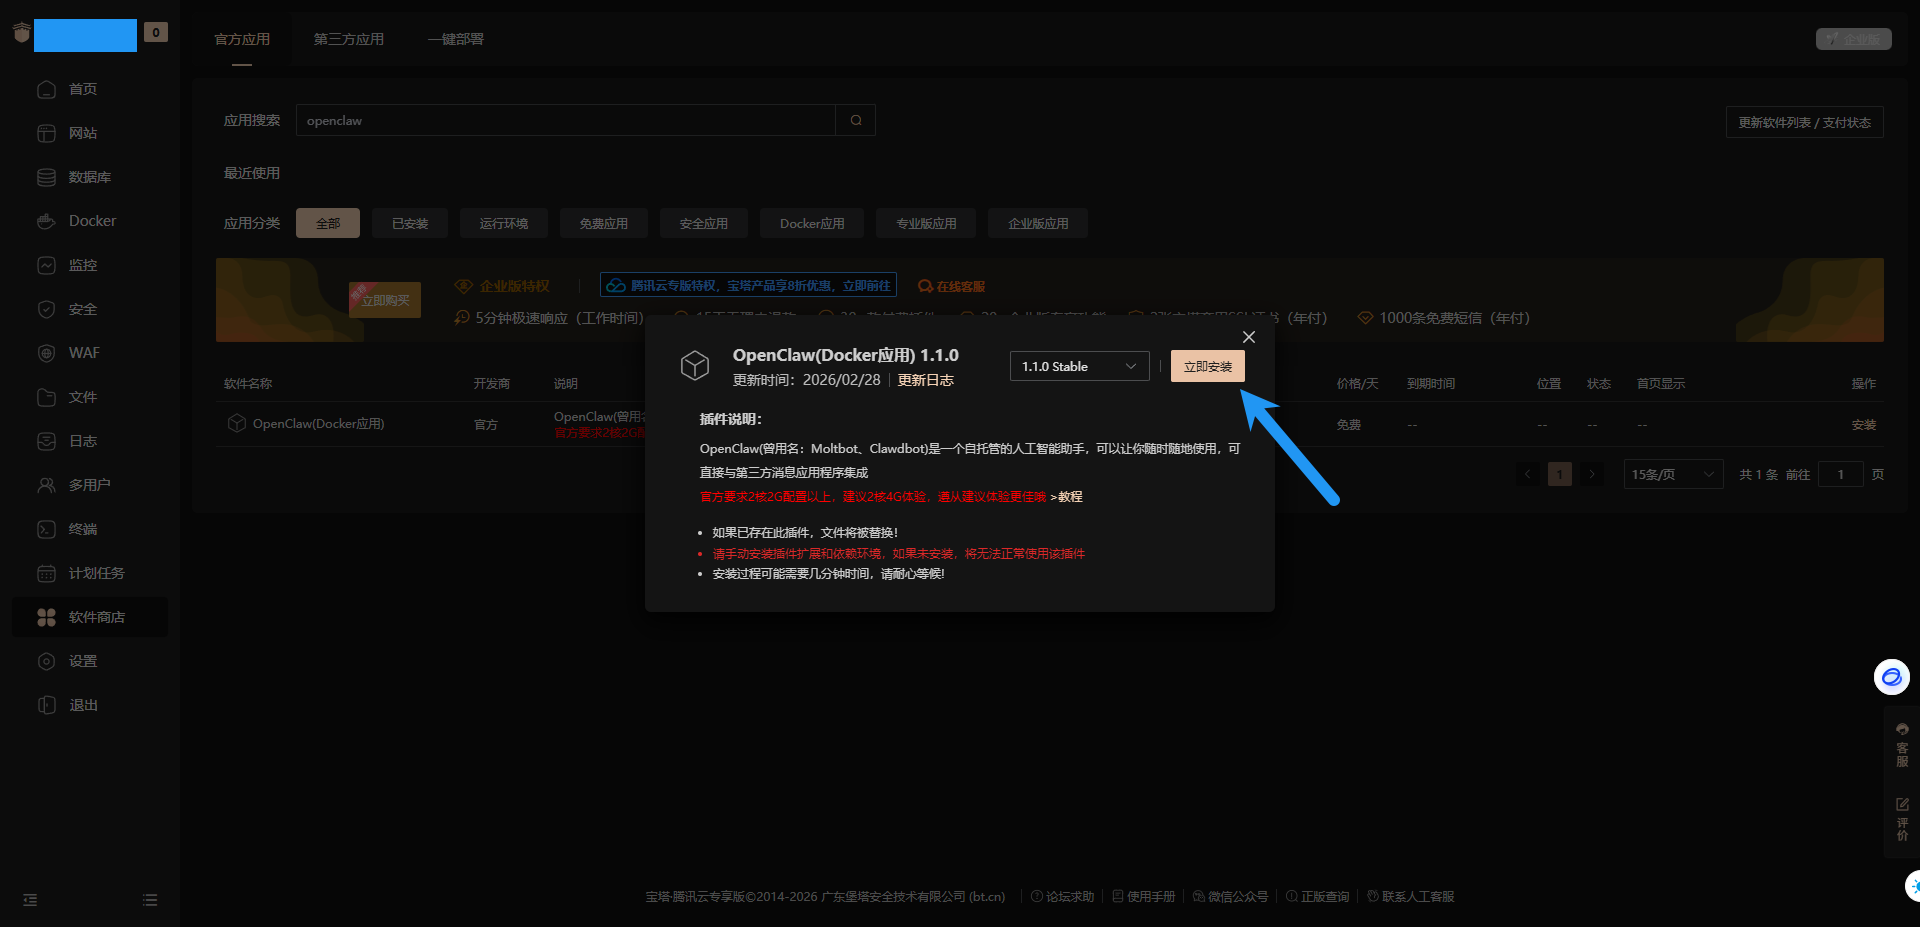 0
首页
网站
数据库
Docker
监控
安全
WAF
文件
日志
多用户
终端
计划任务
软件商店
设置
退出
官方应用 第三方应用 一键部署
企业版
应用搜索 openclaw
更新软件列表 / 支付状态
最近使用
应用分类 全部 已安装 运行环境 免费应用 安全应用 Docker应用 专业版应用 企业版应用
推荐
立即购买
企业版特权
腾讯云专版特权，宝塔产品享8折优惠，立即前往
在线客服
5分钟极速响应（工作时间）
（年付）
1000条免费短信（年付）
软件名称 开发商 说明 价格/天 到期时间 位置 状态 首页显示 操作
OpenClaw(Docker应用) 官方 OpenClaw(曾用 免费 -- -- -- -- 安装
官方要求2核2G
1 15条/页 共 1 条 前往 1 页
OpenClaw(Docker应用) 1.1.0
更新时间：2026/02/28 更新日志
1.1.0 Stable
立即安装
插件说明：
OpenClaw(曾用名：Moltbot、Clawdbot)是一个自托管的人工智能助手，可以让你随时随地使用，可
直接与第三方消息应用程序集成
官方要求2核2G配置以上，建议2核4G体验，遵从建议体验更佳哦 >教程
• 如果已存在此插件，文件将被替换!
• 请手动安装插件扩展和依赖环境，如果未安装，将无法正常使用该插件
• 安装过程可能需要几分钟时间，请耐心等候!
客服
评价
宝塔·腾讯云专享版©2014-2026 广东堡塔安全技术有限公司 (bt.cn) 论坛求助 使用手册 微信公众号 正版查询 联系人工客服